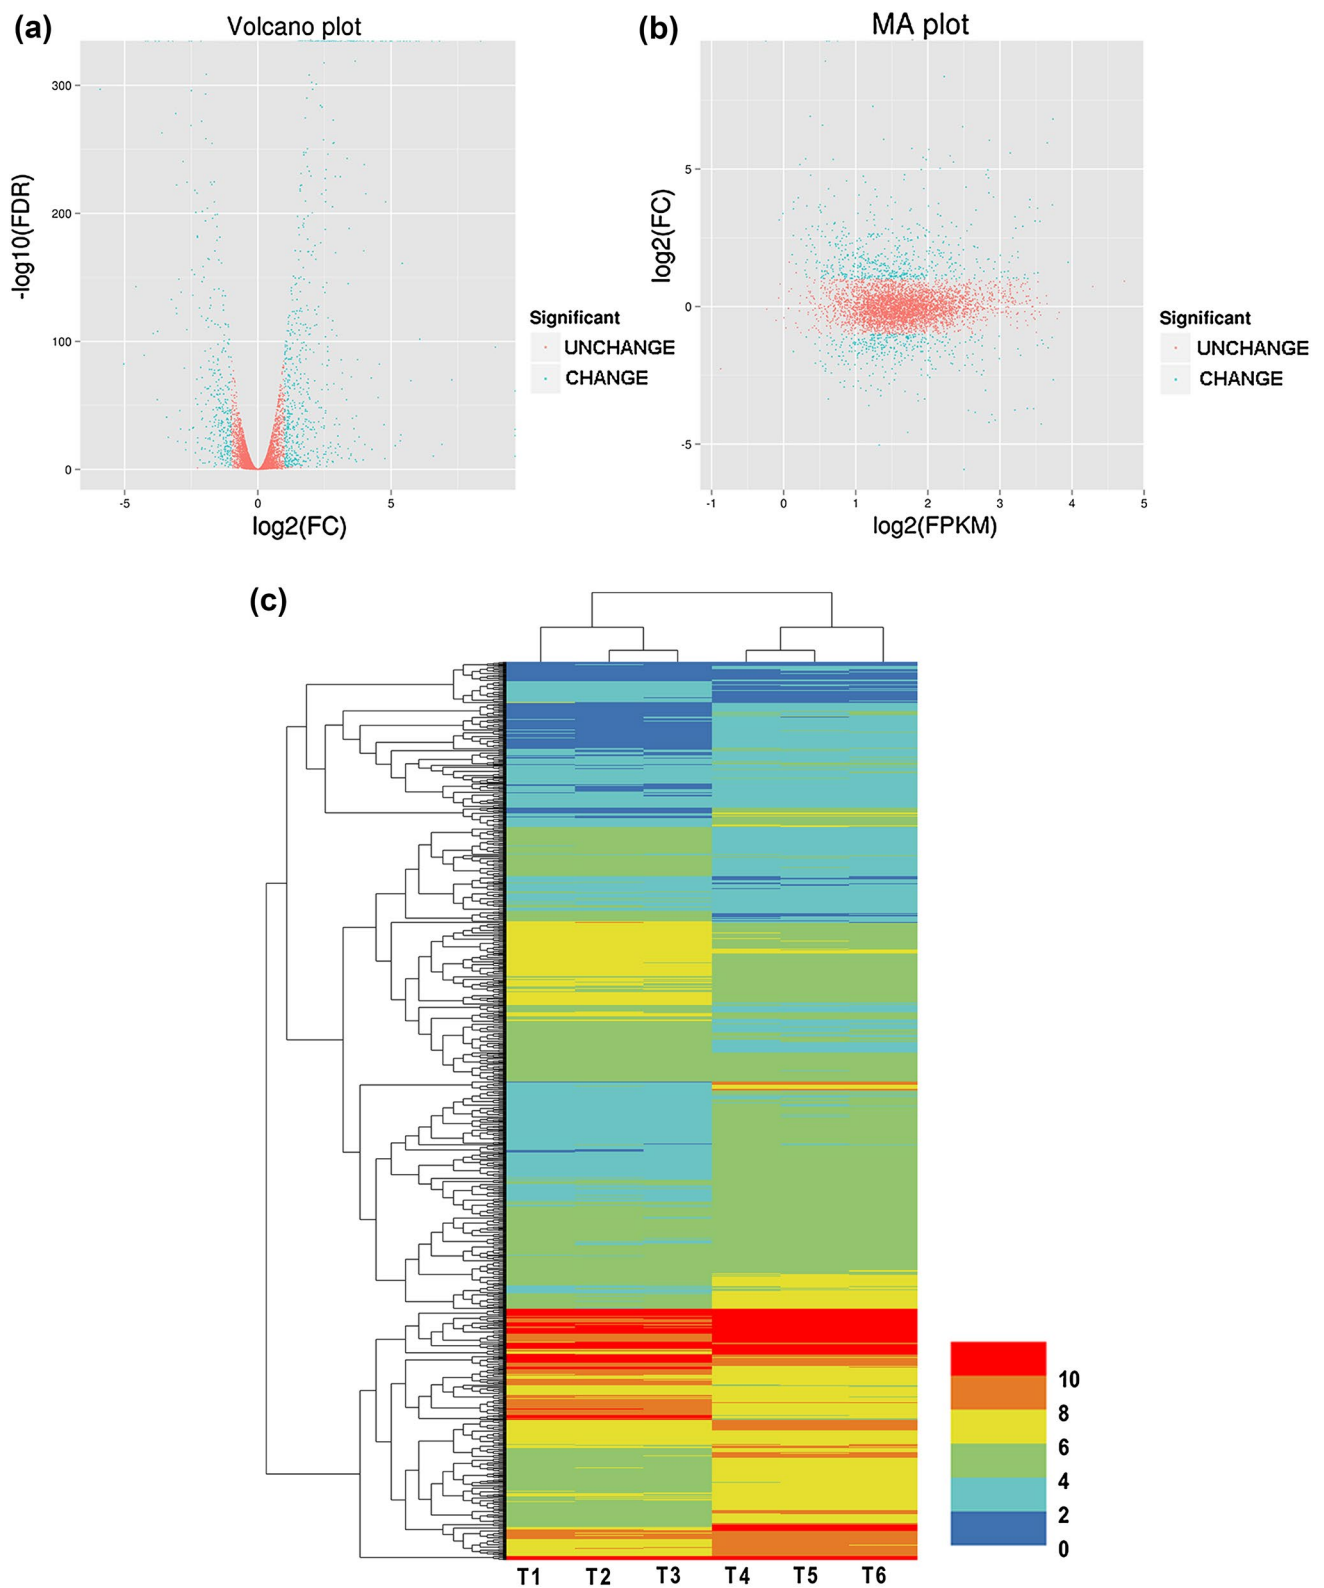 (a)
Volcano plot
300
200
100
0
-log10(FDR)
-5 0 5
log2(FC)
Significant
UNCHANGE
CHANGE
(b)
MA plot
5
0
-5
log2(FC)
-1 0 1 2 3 4 5
log2(FPKM)
Significant
UNCHANGE
CHANGE
(c)
10
8
6
4
2
0
T1 T2 T3 T4 T5 T6